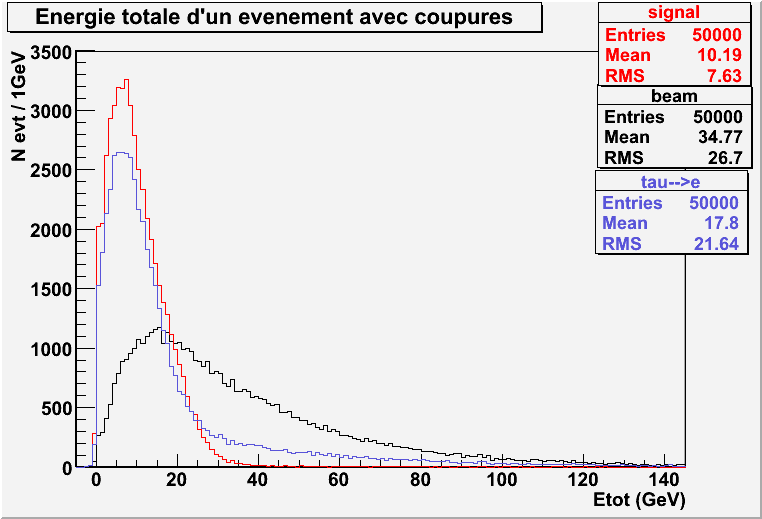 Energie totale d'un evenement avec coupures
signal
Entries 50000
Mean 10.19
RMS 7.63
beam
Entries 50000
Mean 34.77
RMS 26.7
tau-->e
Entries 50000
Mean 17.8
RMS 21.64
N evt / 1GeV
3500
3000
2500
2000
1500
1000
500
0
0 20 40 60 80 100 120 140
Etot (GeV)